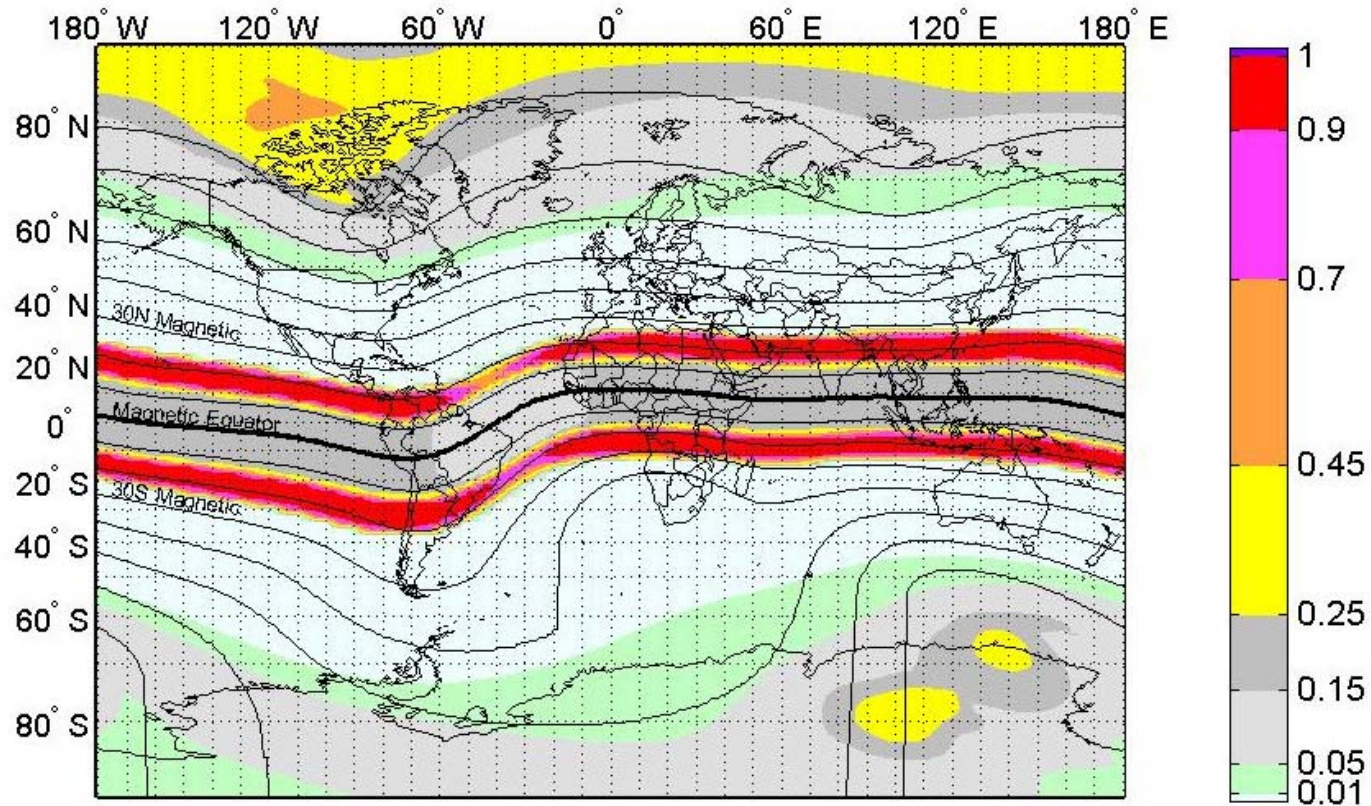 180° W 120° W 60° W 0° 60° E 120° E 180° E
80° N
60° N
40° N
30N Magnetic
20° N
Magnetic Equator
0°
20° S
30S Magnetic
40° S
60° S
80° S
1
0.9
0.7
0.45
0.25
0.15
0.05
0.01